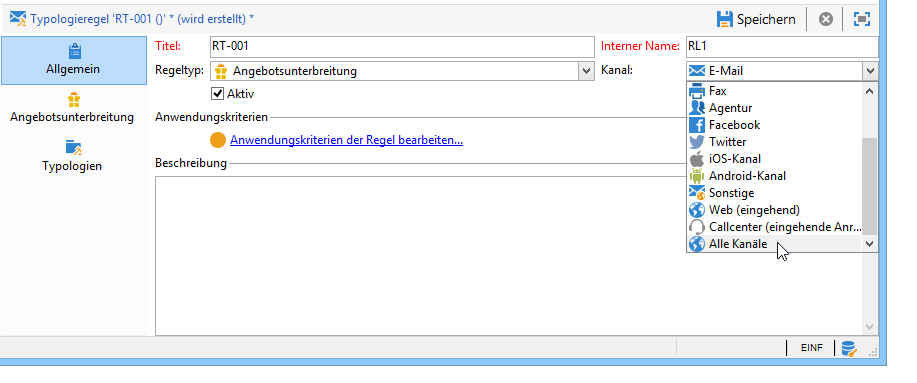 Typologieregel 'RT-001 ()' * (wird erstellt) * Speichern
Allgemein
Angebotsunterbreitung
Typologien
Titel: RT-001 Interner Name: RL1
Regeltyp: Angebotsunterbreitung Kanal: E-Mail
Aktiv
Anwendungskriterien
Anwendungskriterien der Regel bearbeiten...
Beschreibung
Fax
Agentur
Facebook
Twitter
iOS-Kanal
Android-Kanal
Sonstige
Web (eingehend)
Callcenter (eingehende Anr...
Alle Kanäle
EINF